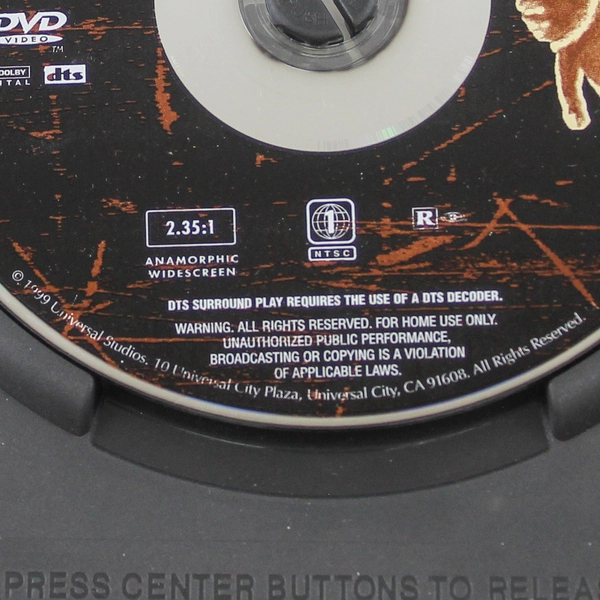 DVD
VIDEO
TM
DOLBY
ITAL
dts
2.35:1
ANAMORPHIC
WIDESCREEN
1
NTSC
R
DTS SURROUND PLAY REQUIRES THE USE OF A DTS DECODER.
WARNING. ALL RIGHTS RESERVED. FOR HOME USE ONLY.
UNAUTHORIZED PUBLIC PERFORMANCE,
BROADCASTING OR COPYING IS A VIOLATION
OF APPLICABLE LAWS.
© 1999 Universal Studios. 10 Universal City Plaza, Universal City, CA 91608. All Rights Reserved.
PRESS CENTER BUTTONS TO RELEA